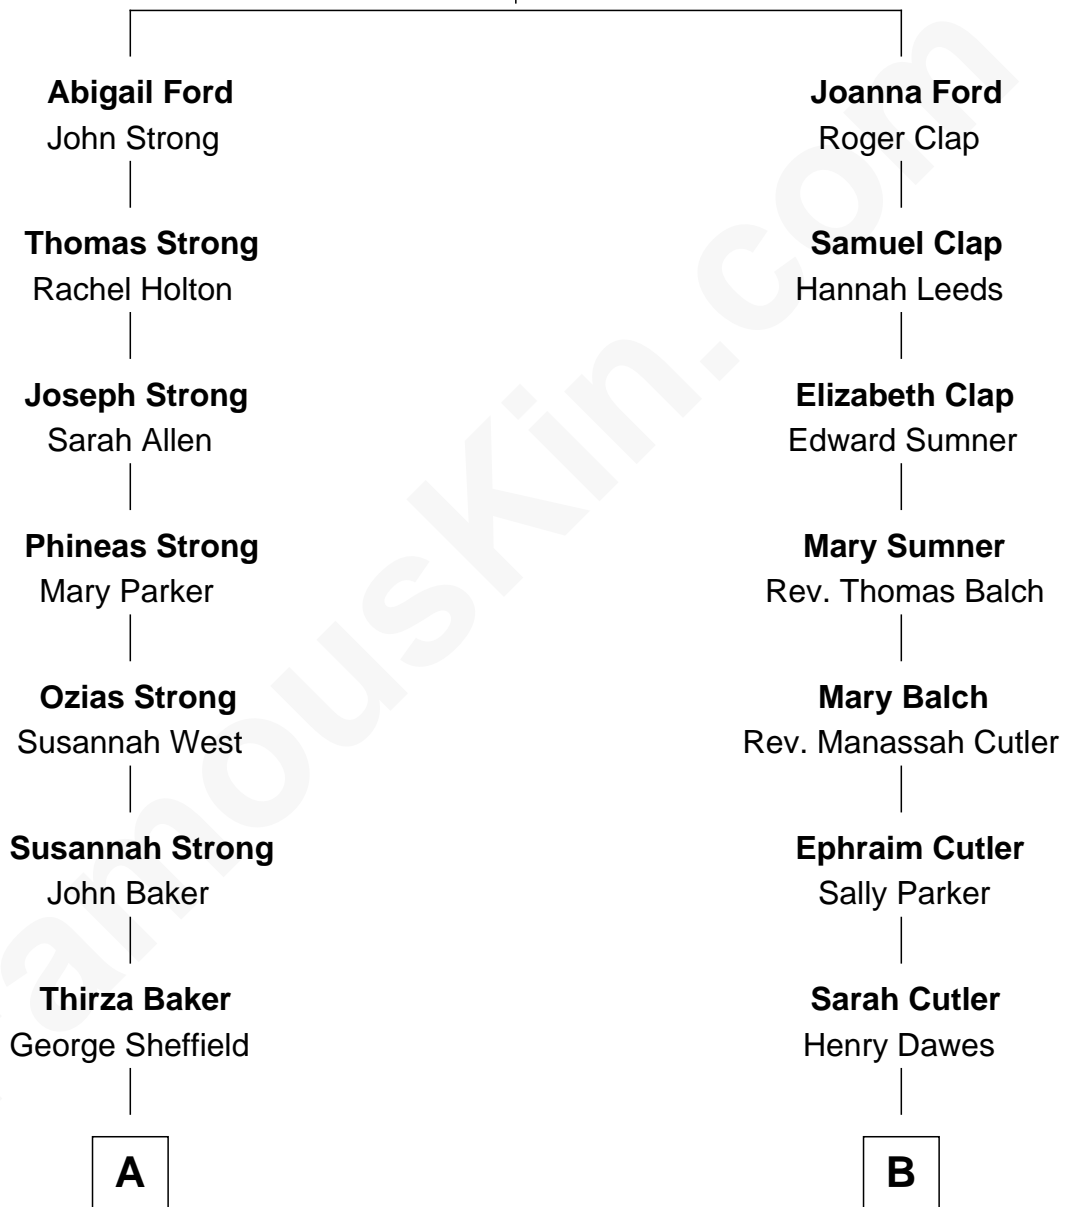 Abigail Ford
John Strong
Thomas Strong
Rachel Holton
Joseph Strong
Sarah Allen
Phineas Strong
Mary Parker
Ozias Strong
Susannah West
Susannah Strong
John Baker
Thirza Baker
George Sheffield
A
Joanna Ford
Roger Clap
Samuel Clap
Hannah Leeds
Elizabeth Clap
Edward Sumner
Mary Sumner
Rev. Thomas Balch
Mary Balch
Rev. Manassah Cutler
Ephraim Cutler
Sally Parker
Sarah Cutler
Henry Dawes
B
famouskin.com